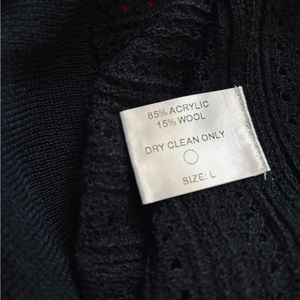 85% ACRYLIC
15% WOOL
DRY CLEAN ONLY
SIZE: L